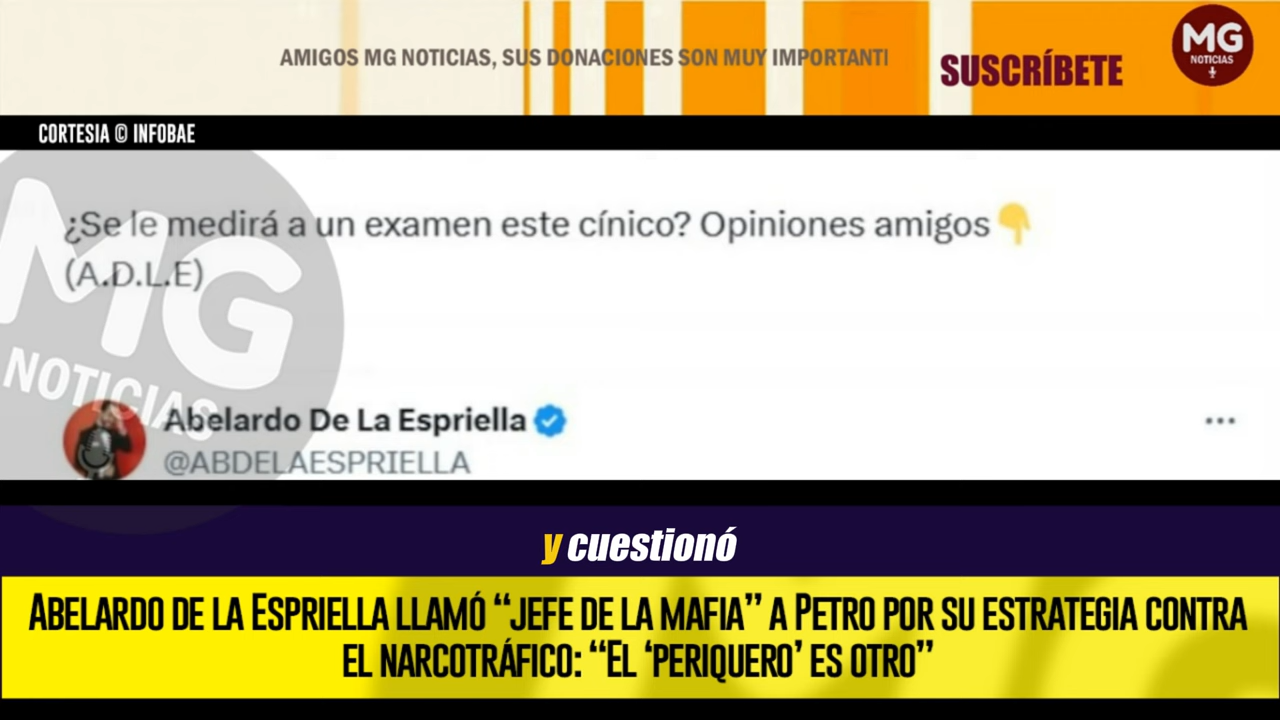 AMIGOS MG NOTICIAS, SUS DONACIONES SON MUY IMPORTANT
SUSCRÍBETE
MG
NOTICIAS
CORTESIA © INFOBAE
¿Se le medirá a un examen este cínico? Opiniones amigos👇
(A.D.L.E)
MG
NOTICIAS
Abelardo De La Espriella
@ABDELAESPRIELLA
y cuestionó
ABELARDO DE LA ESPRIELLA LLAMÓ “JEFE DE LA MAFIA” A PETRO POR SU ESTRATEGIA CONTRA
EL NARCOTRÁFICO: “EL ‘PERIQUERO’ ES OTRO”